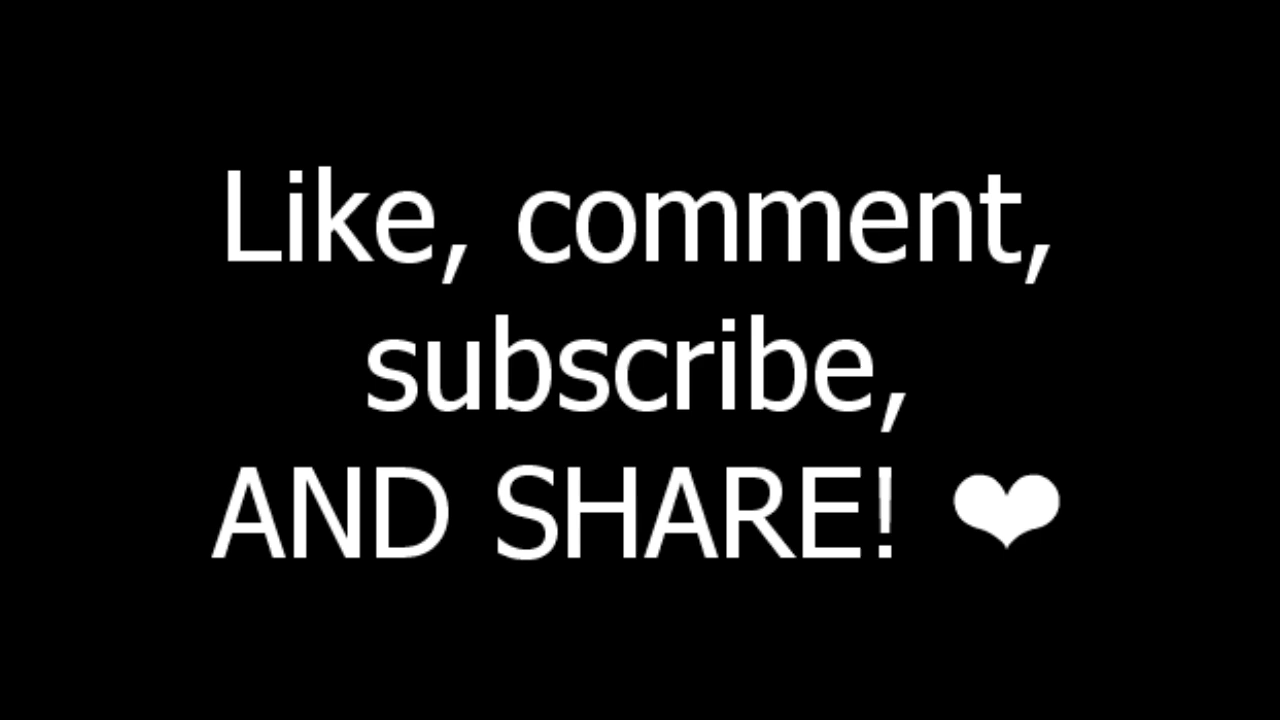 Like, comment,
subscribe,
AND SHARE! ❤